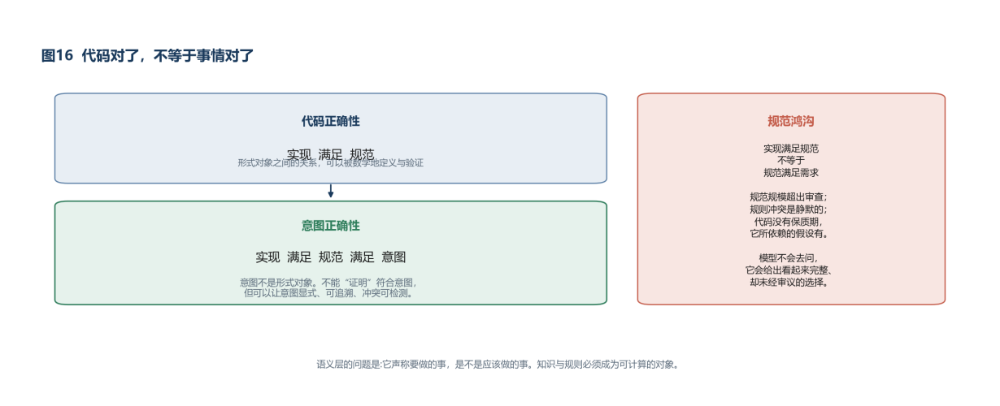 图16 代码对了，不等于事情对了
代码正确性
实现 满足 规范
形式对象之间的关系，可以被数学地定义与验证
意图正确性
实现 满足 规范 满足 意图
意图不是形式对象。不能“证明”符合意图，
但可以让意图显式、可追溯、冲突可检测。
规范鸿沟
实现满足规范
不等于
规范满足需求
规范规模超出审查；
规则冲突是静默的；
代码没有保质期，
它所依赖的假设有。
模型不会去问，
它会给出看起来完整、
却未经审议的选择。
语义层的问题是:它声称要做的事，是不是应该做的事。知识与规则必须成为可计算的对象。